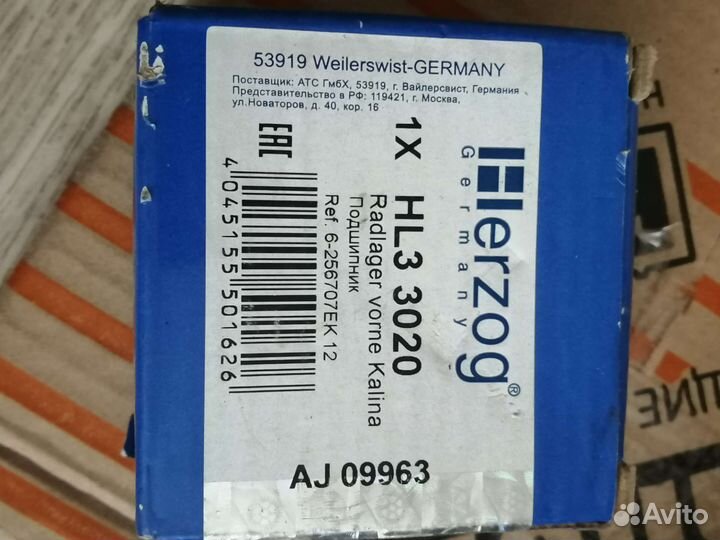 53919 Weilerswist-GERMANY
Поставщик: АТС ГмбХ, 53919, г. Вайлерсвист, Германия
Представительство в РФ: 119421, г. Москва,
ул.Новаторов, д. 40, кор. 16
Herzog®
Germany
1X HL3 3020
Radlager vorne Kalina
Подшипник
Ref. 6-256707EK 12
EAC
4 045155 501626
AJ 09963
Avito